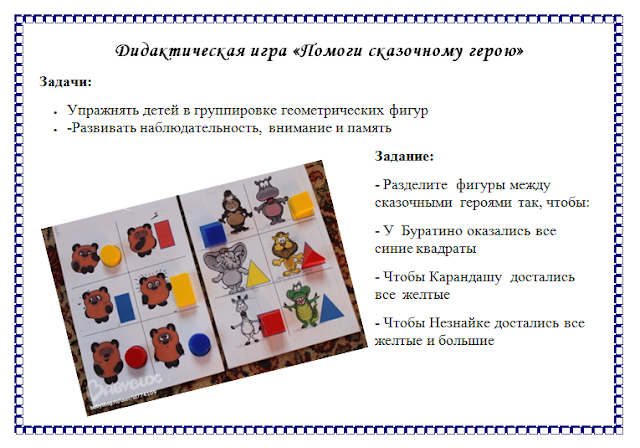 Дидактическая игра «Помоги сказочному герою»
Задачи:
• Упражнять детей в группировке геометрических фигур
• -Развивать наблюдательность, внимание и память
Задание:
- Разделите фигуры между
сказочными героями так, чтобы:
- У Буратино оказались все
синие квадраты
- Чтобы Карандашу достались
все желтые
- Чтобы Незнайке достались все
желтые и большие
BABYBLOG